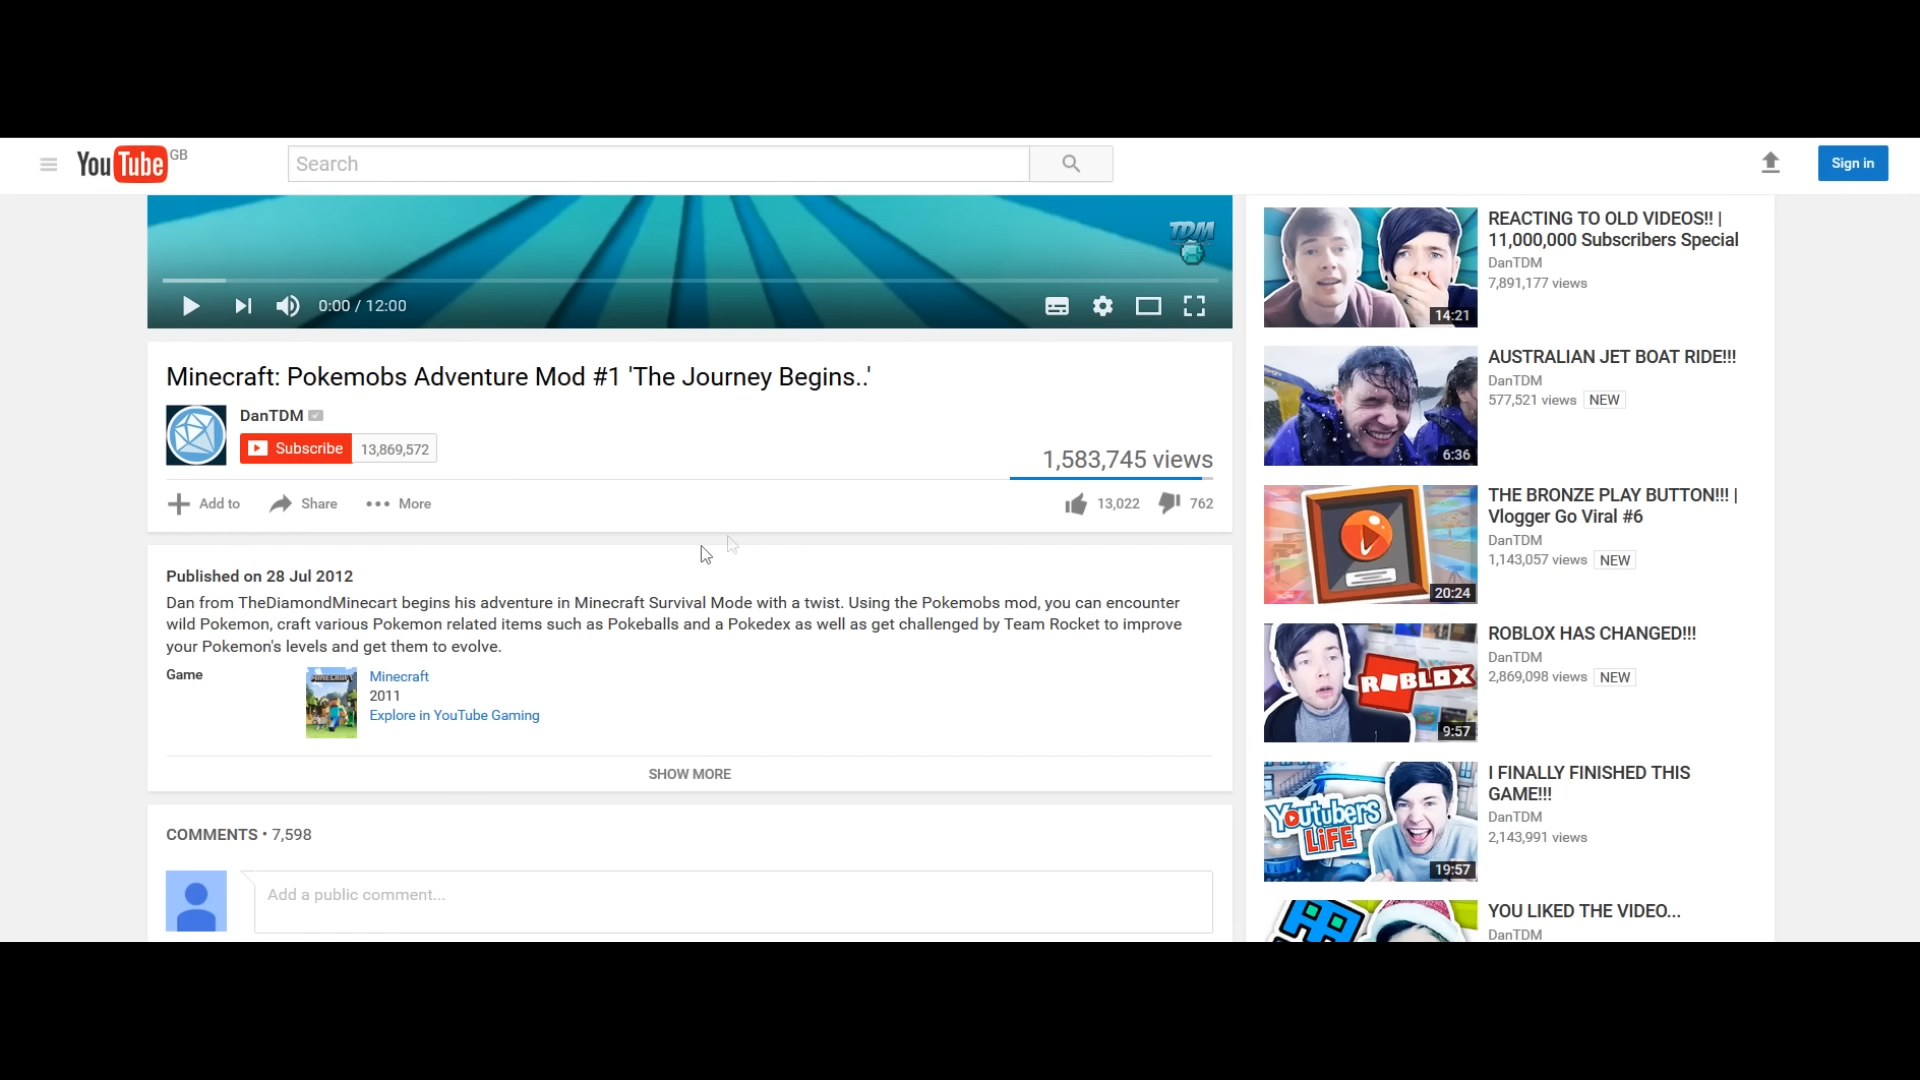 YouTube GB
Search
Sign in
TDM
0:00 / 12:00
Minecraft: Pokemobs Adventure Mod #1 'The Journey Begins..'
DanTDM
Subscribe 13,869,572
1,583,745 views
Add to Share More
13,022 762
Published on 28 Jul 2012
Dan from TheDiamondMinecart begins his adventure in Minecraft Survival Mode with a twist. Using the Pokemobs mod, you can encounter
wild Pokemon, craft various Pokemon related items such as Pokeballs and a Pokedex as well as get challenged by Team Rocket to improve
your Pokemon's levels and get them to evolve.
Game
MINECRAFT
Minecraft
2011
Explore in YouTube Gaming
SHOW MORE
COMMENTS • 7,598
Add a public comment...
14:21
REACTING TO OLD VIDEOS!! |
11,000,000 Subscribers Special
DanTDM
7,891,177 views
6:36
AUSTRALIAN JET BOAT RIDE!!!
DanTDM
577,521 views NEW
20:24
THE BRONZE PLAY BUTTON!!! |
Vlogger Go Viral #6
DanTDM
1,143,057 views NEW
ROBLOX
9:57
ROBLOX HAS CHANGED!!!
DanTDM
2,869,098 views NEW
Youtubers
LiFE
19:57
I FINALLY FINISHED THIS
GAME!!!
DanTDM
2,143,991 views
YOU LIKED THE VIDEO...
DanTDM